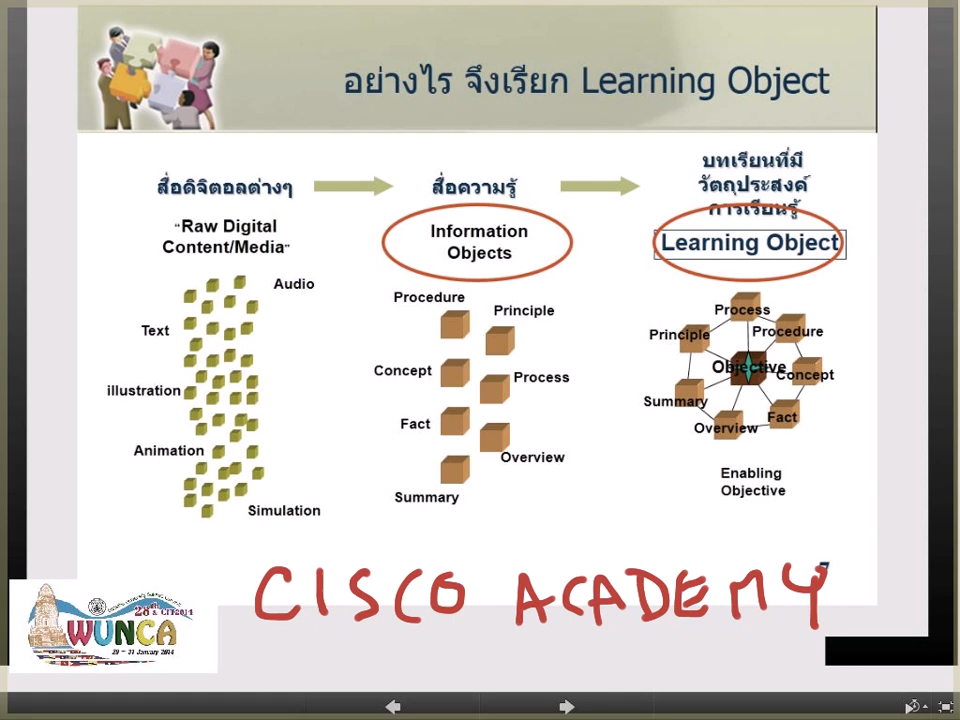 อย่างไร จึงเรียก Learning Object
สื่อดิจิตอลต่างๆ
"Raw Digital
Content/Media"
Audio
Text
illustration
Animation
Simulation
สื่อความรู้
Information
Objects
Procedure
Principle
Concept
Process
Fact
Overview
Summary
บทเรียนที่มี
วัตถุประสงค์
การเรียนรู้
Learning Object
Process
Principle
Procedure
Objective
Concept
Summary
Fact
Overview
Enabling
Objective
CISCO ACADEMY
28th & CIT2014
WUNCA
29 - 31 January 2014